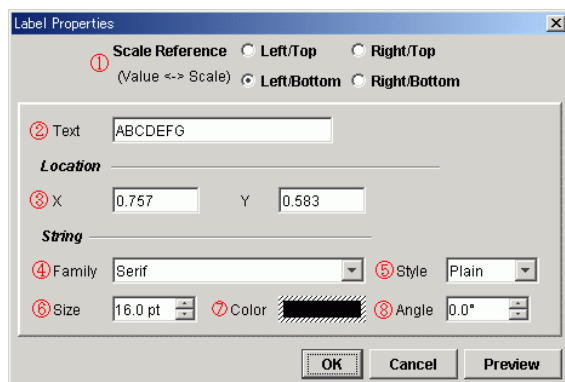 Label Properties
① Scale Reference Left/Top Right/Top
(Value <-> Scale) Left/Bottom Right/Bottom
② Text ABCDEFG
Location
③ X 0.757 Y 0.583
String
④ Family Serif ⑤ Style Plain
⑥ Size 16.0 pt ⑦ Color ⑧ Angle 0.0°
OK Cancel Preview